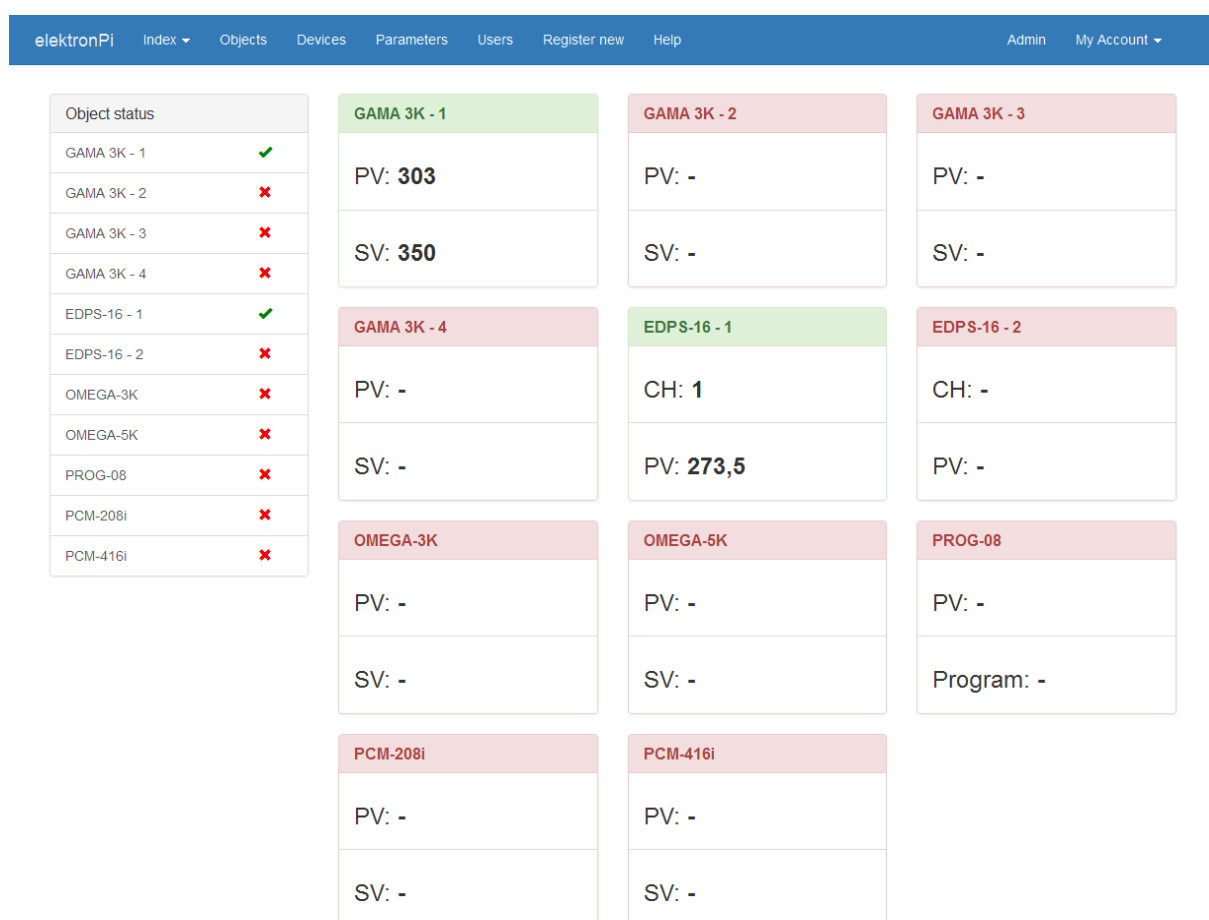 elektronPi Index Objects Devices Parameters Users Register new Help Admin My Account
Object status
GAMA 3K - 1
GAMA 3K - 2
GAMA 3K - 3
GAMA 3K - 4
EDPS-16 - 1
EDPS-16 - 2
OMEGA-3K
OMEGA-5K
PROG-08
PCM-208i
PCM-416i
GAMA 3K - 1
PV: 303
SV: 350
GAMA 3K - 2
PV: -
SV: -
GAMA 3K - 3
PV: -
SV: -
GAMA 3K - 4
PV: -
SV: -
EDPS-16 - 1
CH: 1
PV: 273,5
EDPS-16 - 2
CH: -
PV: -
OMEGA-3K
PV: -
SV: -
OMEGA-5K
PV: -
SV: -
PROG-08
PV: -
Program: -
PCM-208i
PV: -
SV: -
PCM-416i
PV: -
SV: -